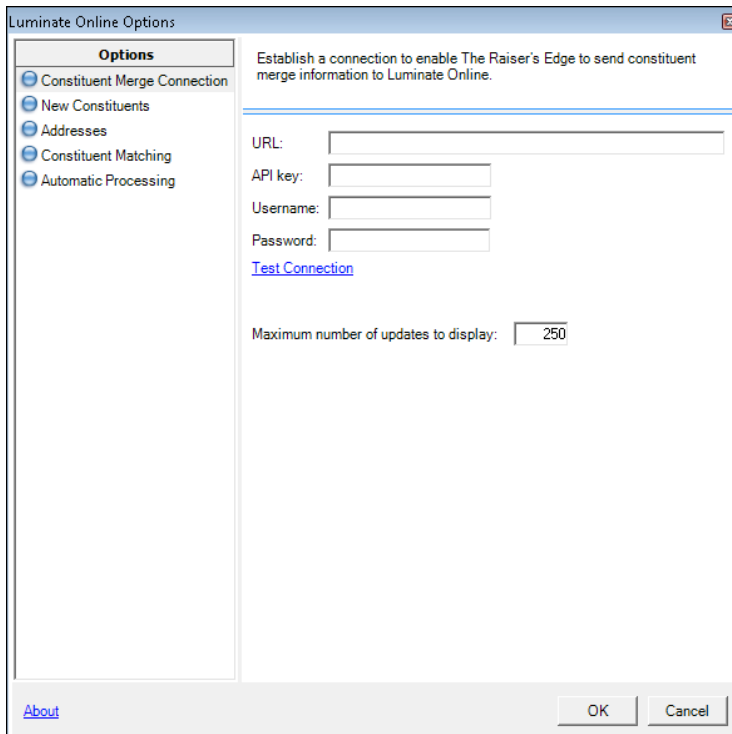 Luminate Online Options
Options
Constituent Merge Connection
New Constituents
Addresses
Constituent Matching
Automatic Processing
Establish a connection to enable The Raiser's Edge to send constituent
merge information to Luminate Online.
URL:
API key:
Username:
Password:
Test Connection
Maximum number of updates to display: 250
About
OK Cancel